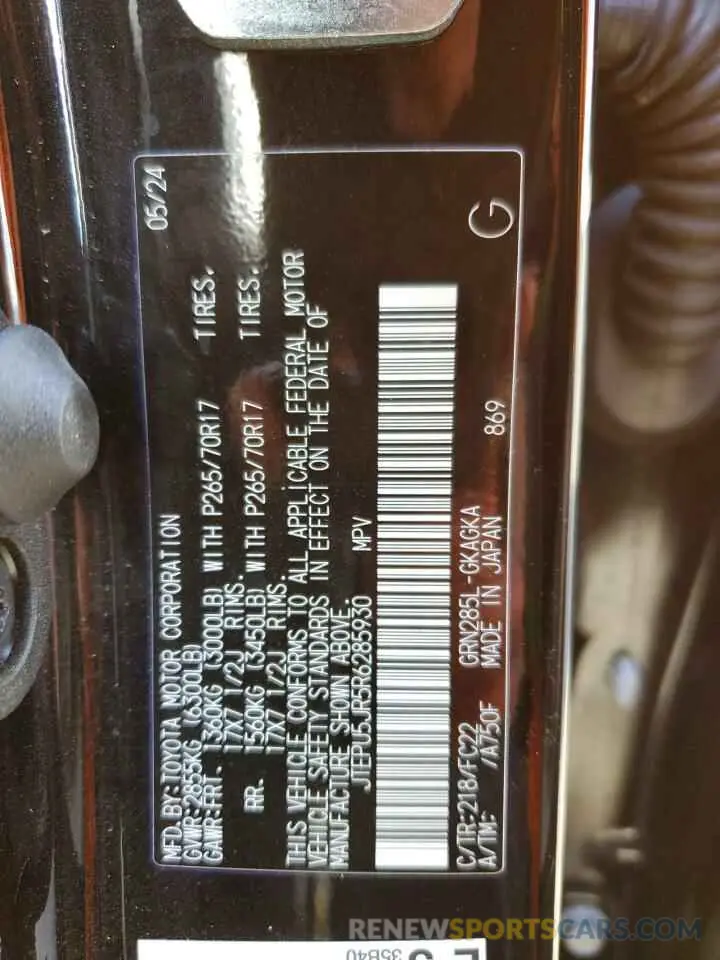 05/24
MFD.BY:TOYOTA MOTOR CORPORATION
GVWR:2855KG (6300LB)
GAWR:FRT. 1360KG (3000LB) WITH P265/70R17 TIRES.
17X7 1/2J RIMS.
RR. 1560KG (3450LB) WITH P265/70R17 TIRES.
17X7 1/2J RIMS.
THIS VEHICLE CONFORMS TO ALL APPLICABLE FEDERAL MOTOR
VEHICLE SAFETY STANDARDS IN EFFECT ON THE DATE OF
MANUFACTURE SHOWN ABOVE.
JTEPU5JR5R6285930 MPV
C/TR:218/FC22 GRN285L-GKAGKA
A/TM: /A750F MADE IN JAPAN 869
G
35B40
RENEWSPORTSCARS.COM